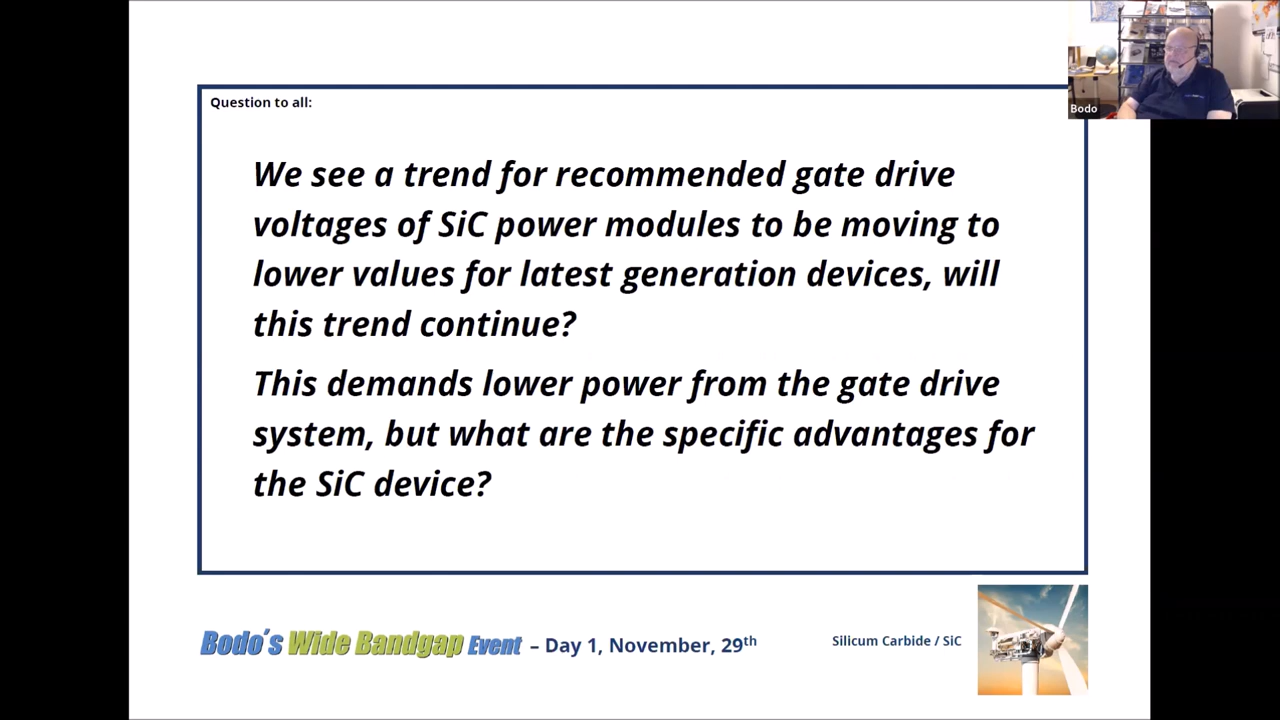 Question to all:
Bodo
We see a trend for recommended gate drive
voltages of SiC power modules to be moving to
lower values for latest generation devices, will
this trend continue?
This demands lower power from the gate drive
system, but what are the specific advantages for
the SiC device?
Bodo´s Wide Bandgap Event – Day 1, November, 29th
Silicum Carbide / SiC